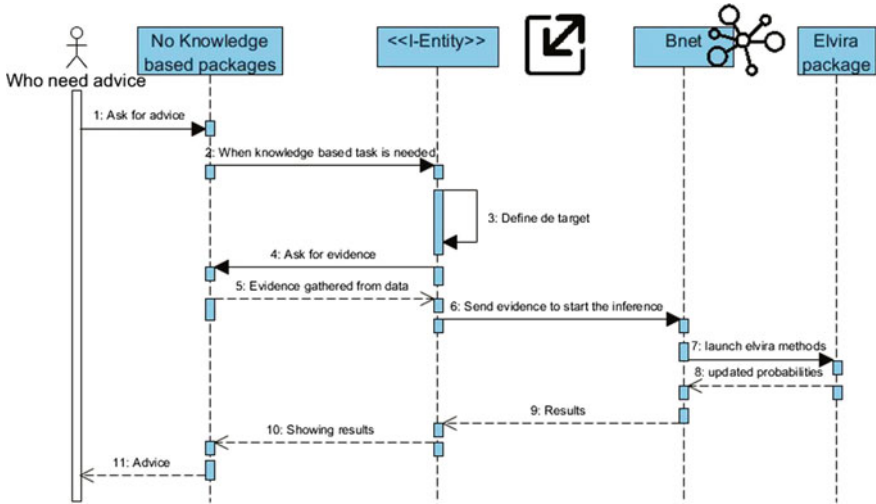 No Knowledge
based packages
<<I-Entity>>
Bnet
Elvira
package
Who need advice
1: Ask for advice
2: When knowledge based task is needed
3: Define de target
4: Ask for evidence
5: Evidence gathered from data
6: Send evidence to start the inference
7: launch elvira methods
8: updated probabilities
9: Results
10: Showing results
11: Advice